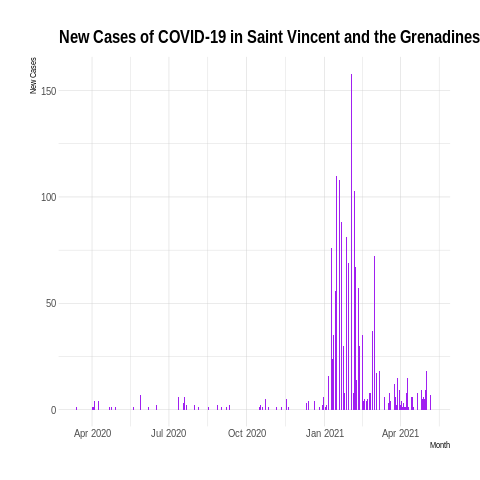 New Cases of COVID-19 in Saint Vincent and the Grenadines
New Cases
150
100
50
0
Apr 2020 Jul 2020 Oct 2020 Jan 2021 Apr 2021
Month